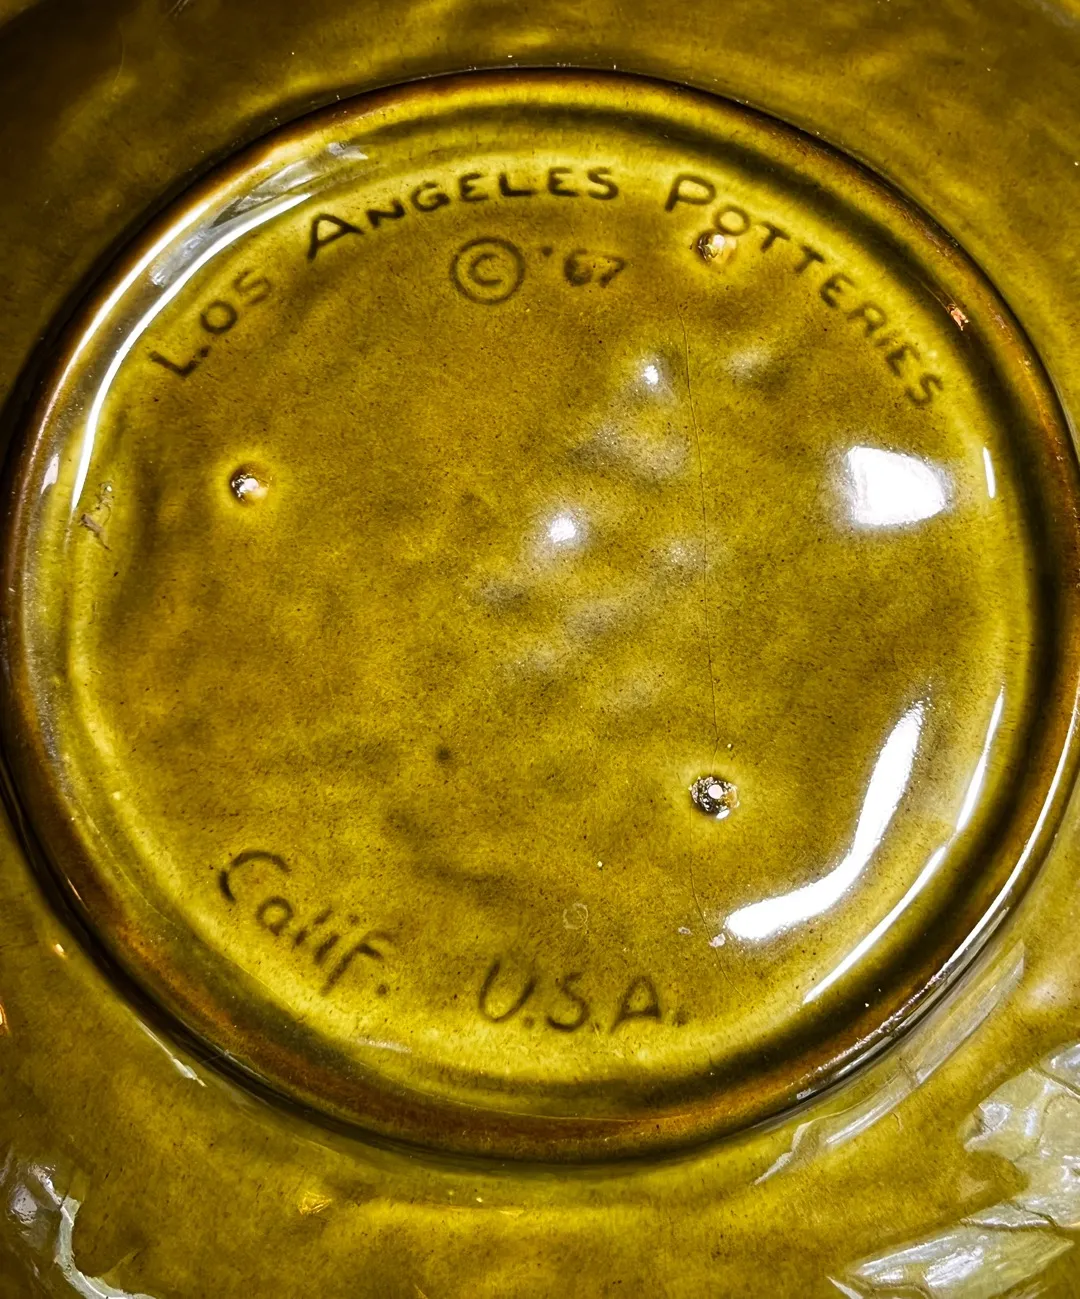 LOS ANGELES POTTERIES
© '67
Calif. U.S.A.